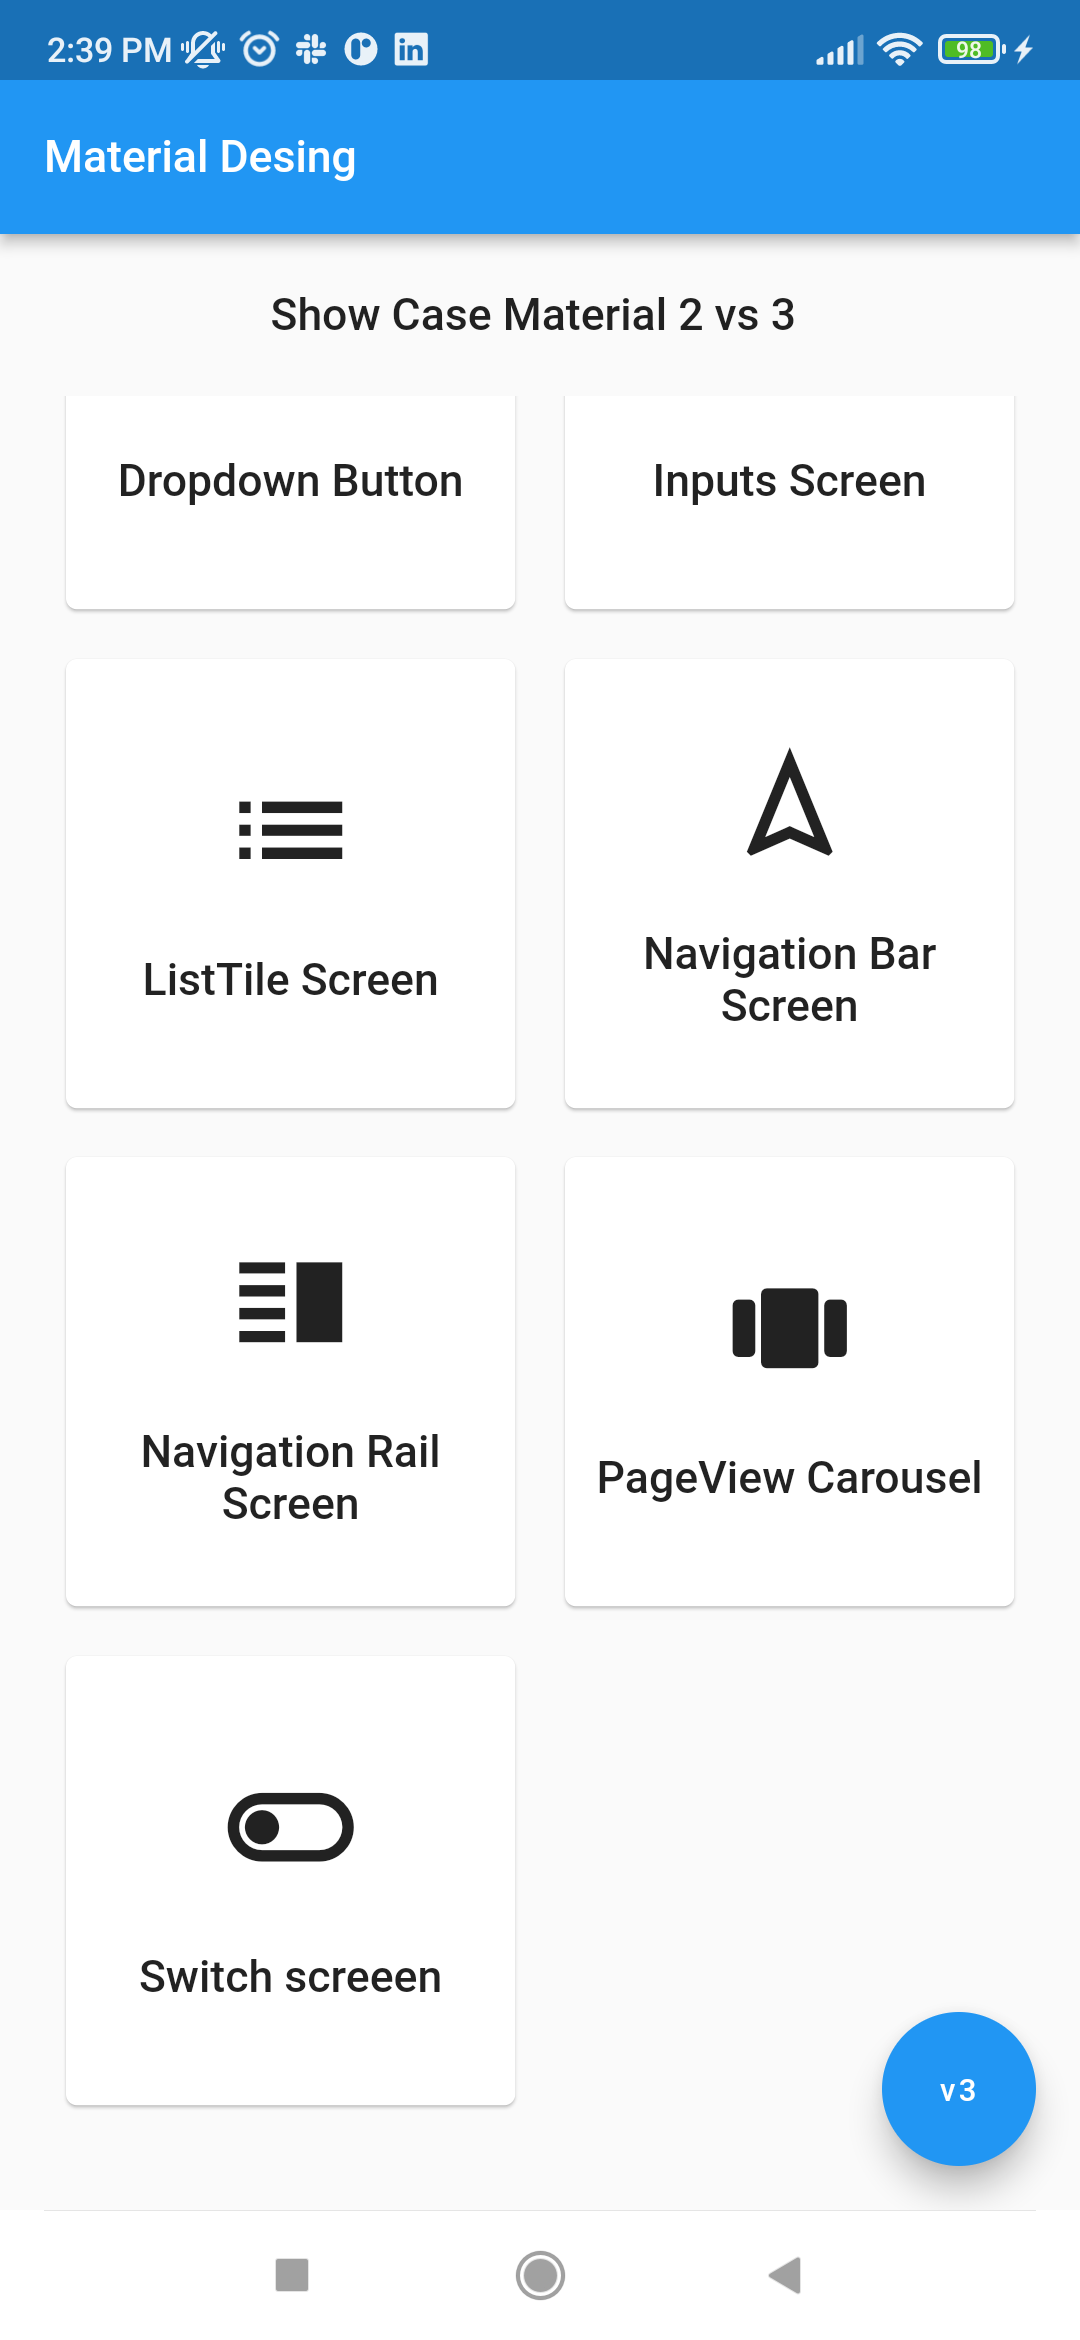 2:39 PM
98
Material Desing
Show Case Material 2 vs 3
Dropdown Button
Inputs Screen
ListTile Screen
Navigation Bar
Screen
Navigation Rail
Screen
PageView Carousel
Switch screeen
v3